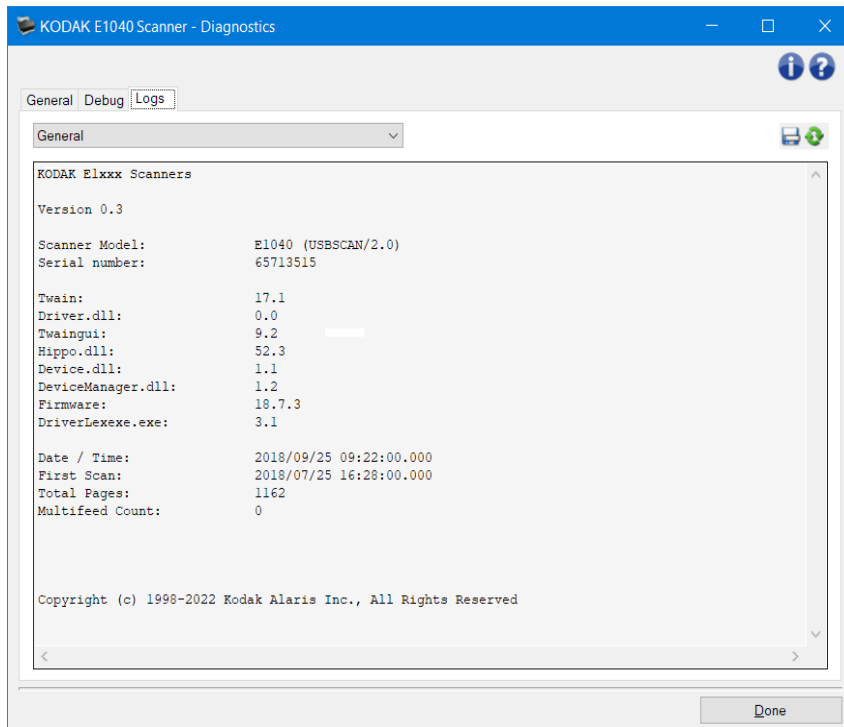 KODAK E1040 Scanner - Diagnostics
General Debug Logs
General
KODAK E1xxx Scanners
Version 0.3
Scanner Model: E1040 (USBSCAN/2.0)
Serial number: 65713515
Twain: 17.1
Driver.dll: 0.0
Twaingui: 9.2
Hippo.dll: 52.3
Device.dll: 1.1
DeviceManager.dll: 1.2
Firmware: 18.7.3
DriverLexexe.exe: 3.1
Date / Time: 2018/09/25 09:22:00.000
First Scan: 2018/07/25 16:28:00.000
Total Pages: 1162
Multifeed Count: 0
Copyright (c) 1998-2022 Kodak Alaris Inc., All Rights Reserved
Done